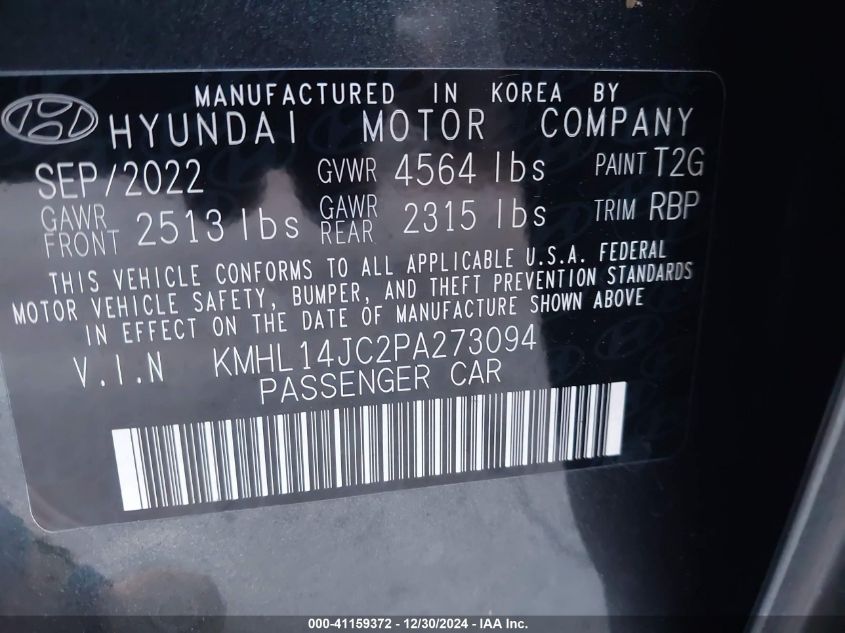 MANUFACTURED IN KOREA BY
HYUNDAI MOTOR COMPANY
SEP/2022 GVWR 4564 lbs PAINT T2G
GAWR FRONT 2513 lbs GAWR REAR 2315 lbs TRIM RBP
THIS VEHICLE CONFORMS TO ALL APPLICABLE U.S.A. FEDERAL
MOTOR VEHICLE SAFETY, BUMPER, AND THEFT PREVENTION STANDARDS
IN EFFECT ON THE DATE OF MANUFACTURE SHOWN ABOVE
V.I.N KMHL14JC2PA273094
PASSENGER CAR
000-41159372 - 12/30/2024 - IAA Inc.